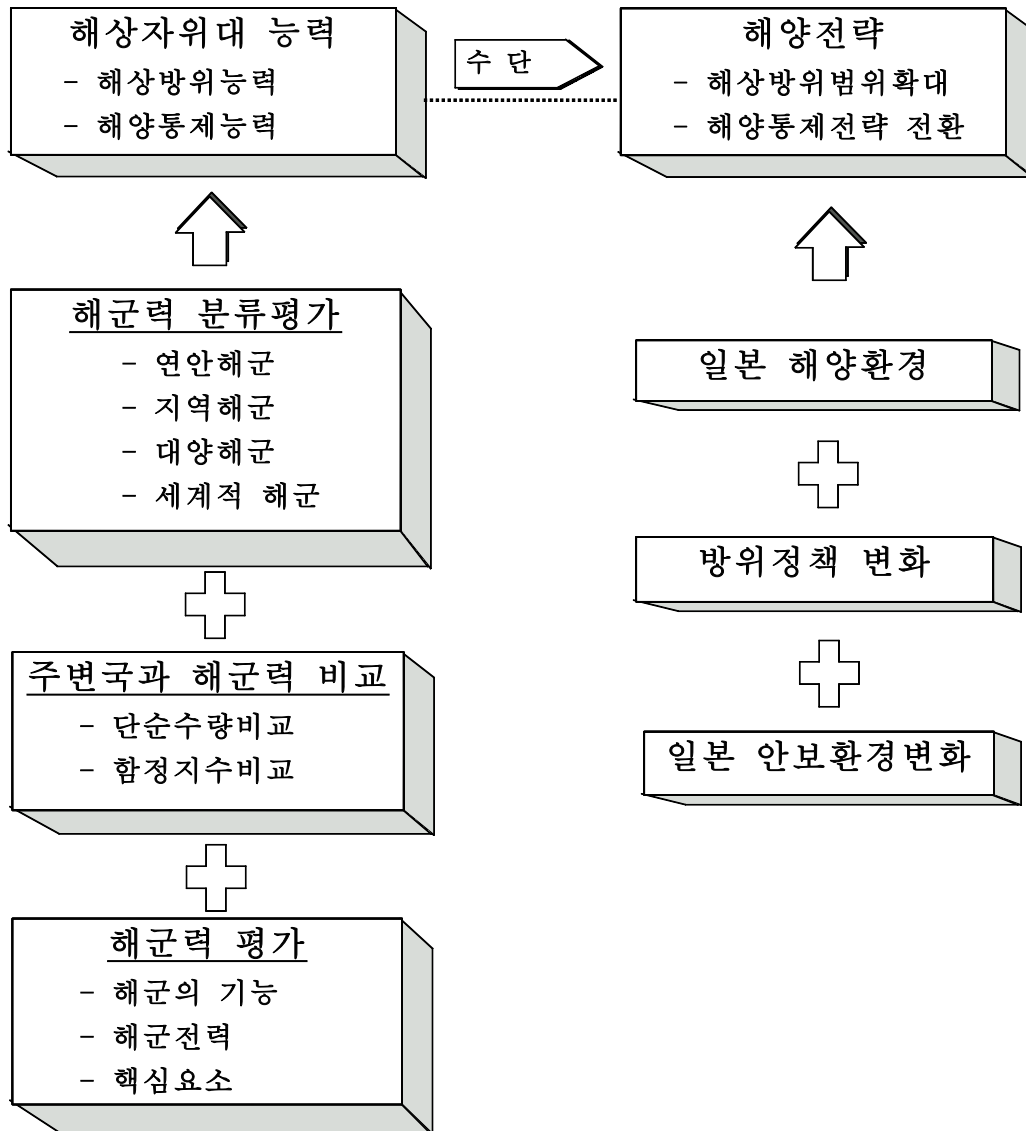 해상자위대 능력
- 해상방위능력
- 해양통제능력
수 단
해양전략
- 해상방위범위확대
- 해양통제전략 전환
해군력 분류평가
- 연안해군
- 지역해군
- 대양해군
- 세계적 해군
주변국과 해군력 비교
- 단순수량비교
- 함정지수비교
해군력 평가
- 해군의 기능
- 해군전력
- 핵심요소
일본 해양환경
방위정책 변화
일본 안보환경변화